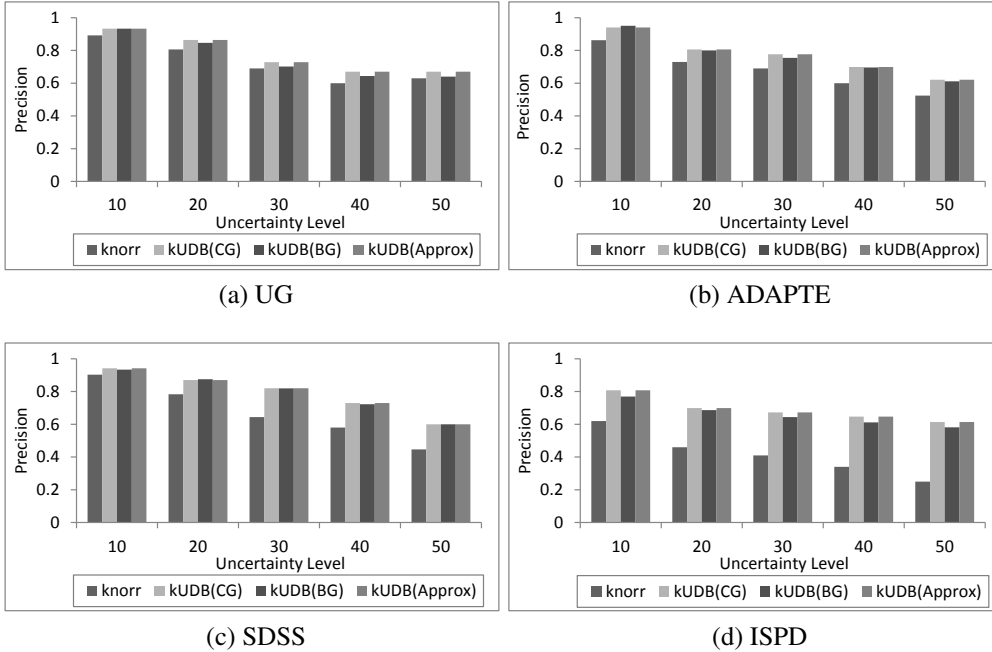 1
0.8
0.6
0.4
0.2
0
Precision
10 20 30 40 50
Uncertainty Level
knorr kUDB(CG) kUDB(BG) kUDB(Approx)
(a) UG
1
0.8
0.6
0.4
0.2
0
Precision
10 20 30 40 50
Uncertainty Level
knorr kUDB(CG) kUDB(BG) kUDB(Approx)
(b) ADAPTE
1
0.8
0.6
0.4
0.2
0
Precision
10 20 30 40 50
Uncertainty Level
knorr kUDB(CG) kUDB(BG) kUDB(Approx)
(c) SDSS
1
0.8
0.6
0.4
0.2
0
Precision
10 20 30 40 50
Uncertainty Level
knorr kUDB(CG) kUDB(BG) kUDB(Approx)
(d) ISPD